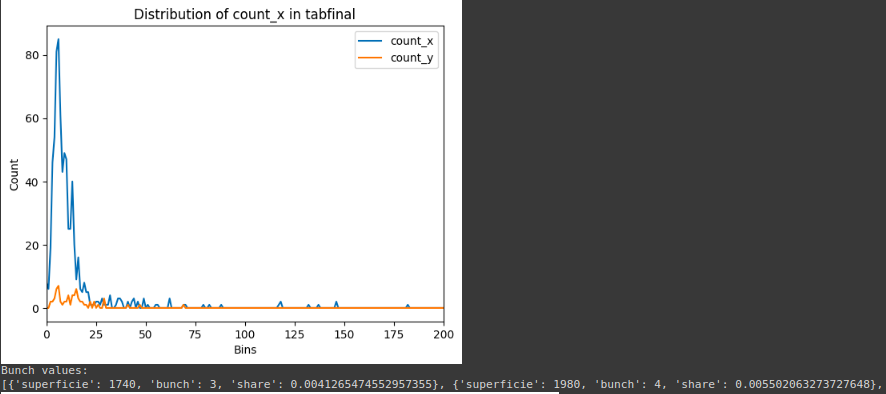 Distribution of count_x in tabfinal
count_x
count_y
Count
80
60
40
20
0
0 25 50 75 100 125 150 175 200
Bins
Bunch values:
[{'superficie': 1740, 'bunch': 3, 'share': 0.0041265474552957355}, {'superficie': 1980, 'bunch': 4, 'share': 0.005502063273727648},